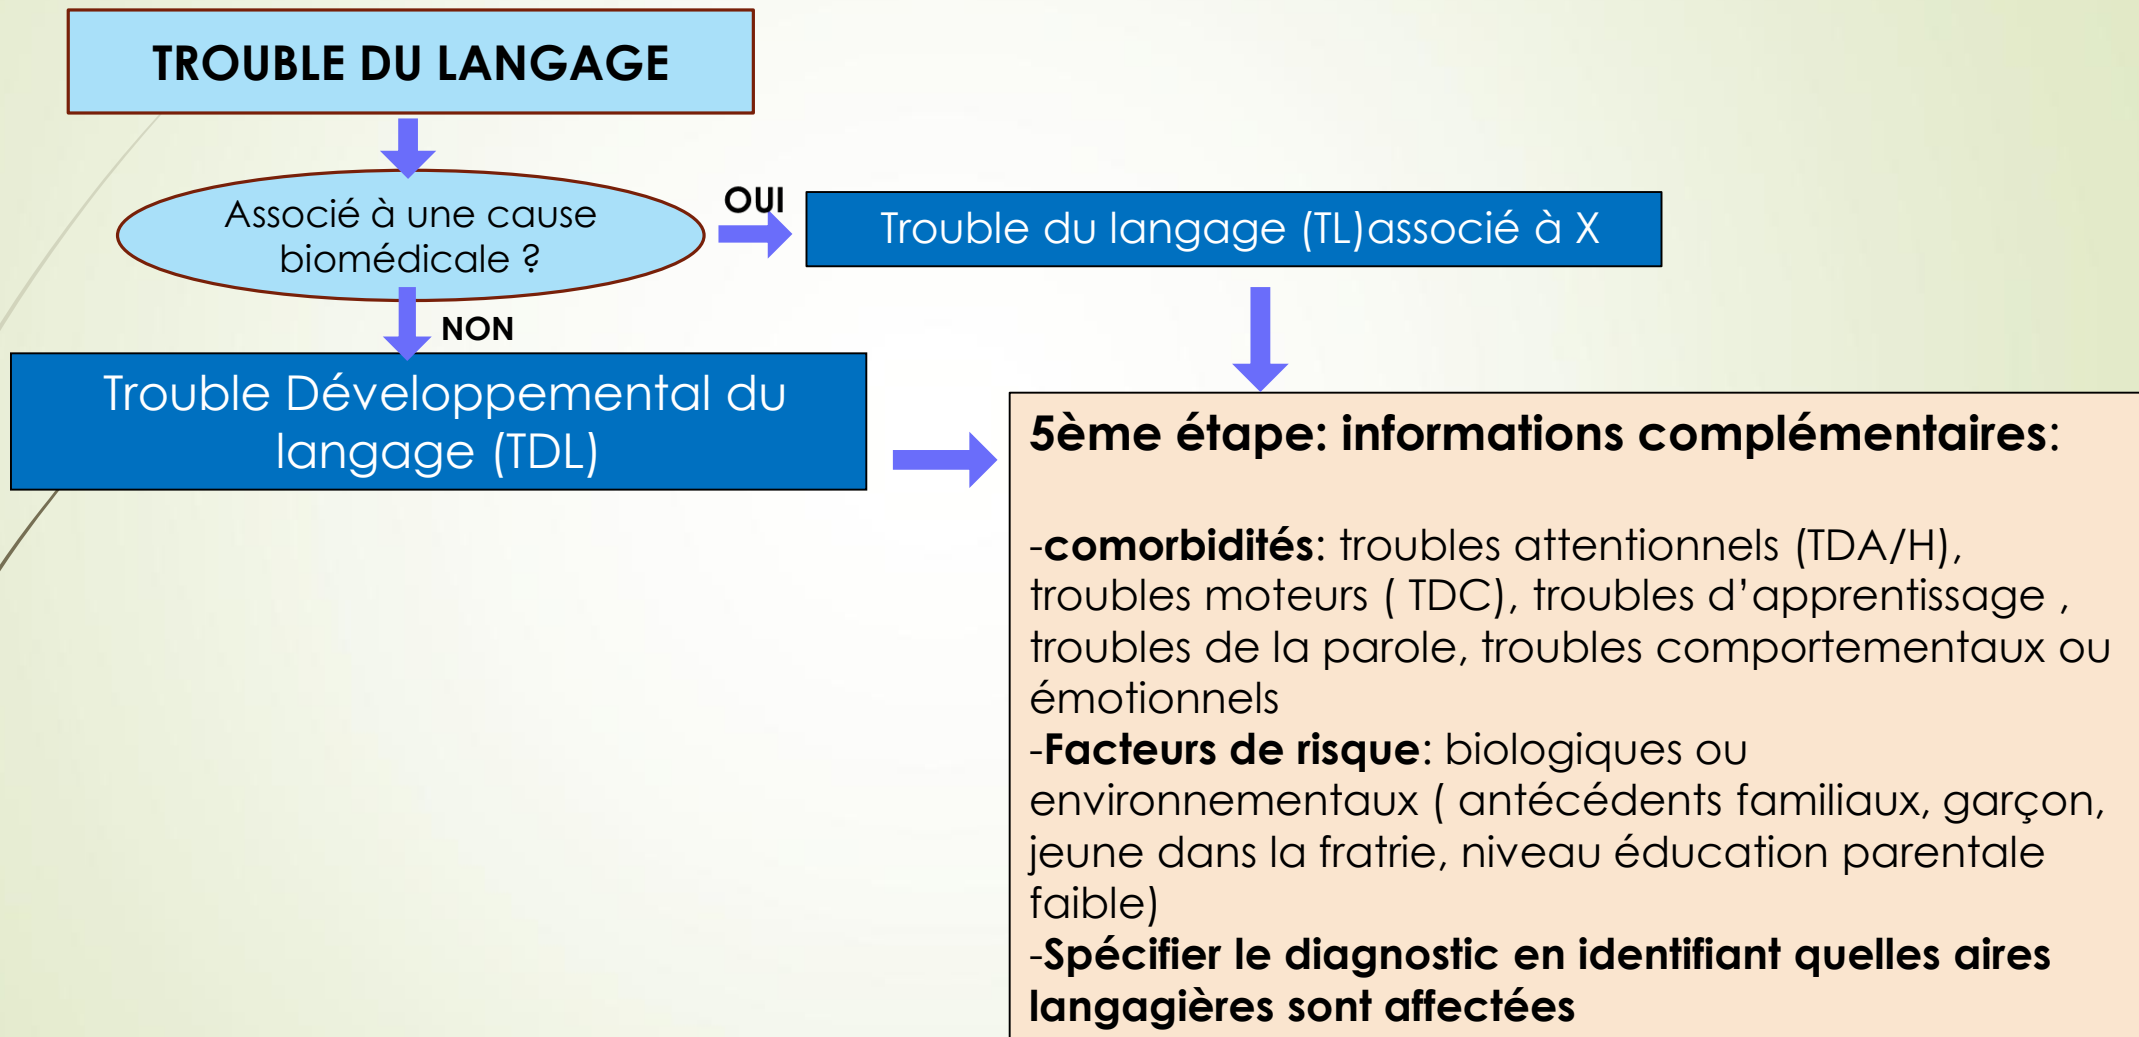 TROUBLE DU LANGAGE
Associé à une cause
biomédicale ?
OUI
Trouble du langage (TL)associé à X
NON
Trouble Développemental du
langage (TDL)
5ème étape: informations complémentaires:
-comorbidités: troubles attentionnels (TDA/H),
troubles moteurs ( TDC), troubles d’apprentissage ,
troubles de la parole, troubles comportementaux ou
émotionnels
-Facteurs de risque: biologiques ou
environnementaux ( antécédents familiaux, garçon,
jeune dans la fratrie, niveau éducation parentale
faible)
-Spécifier le diagnostic en identifiant quelles aires
langagières sont affectées